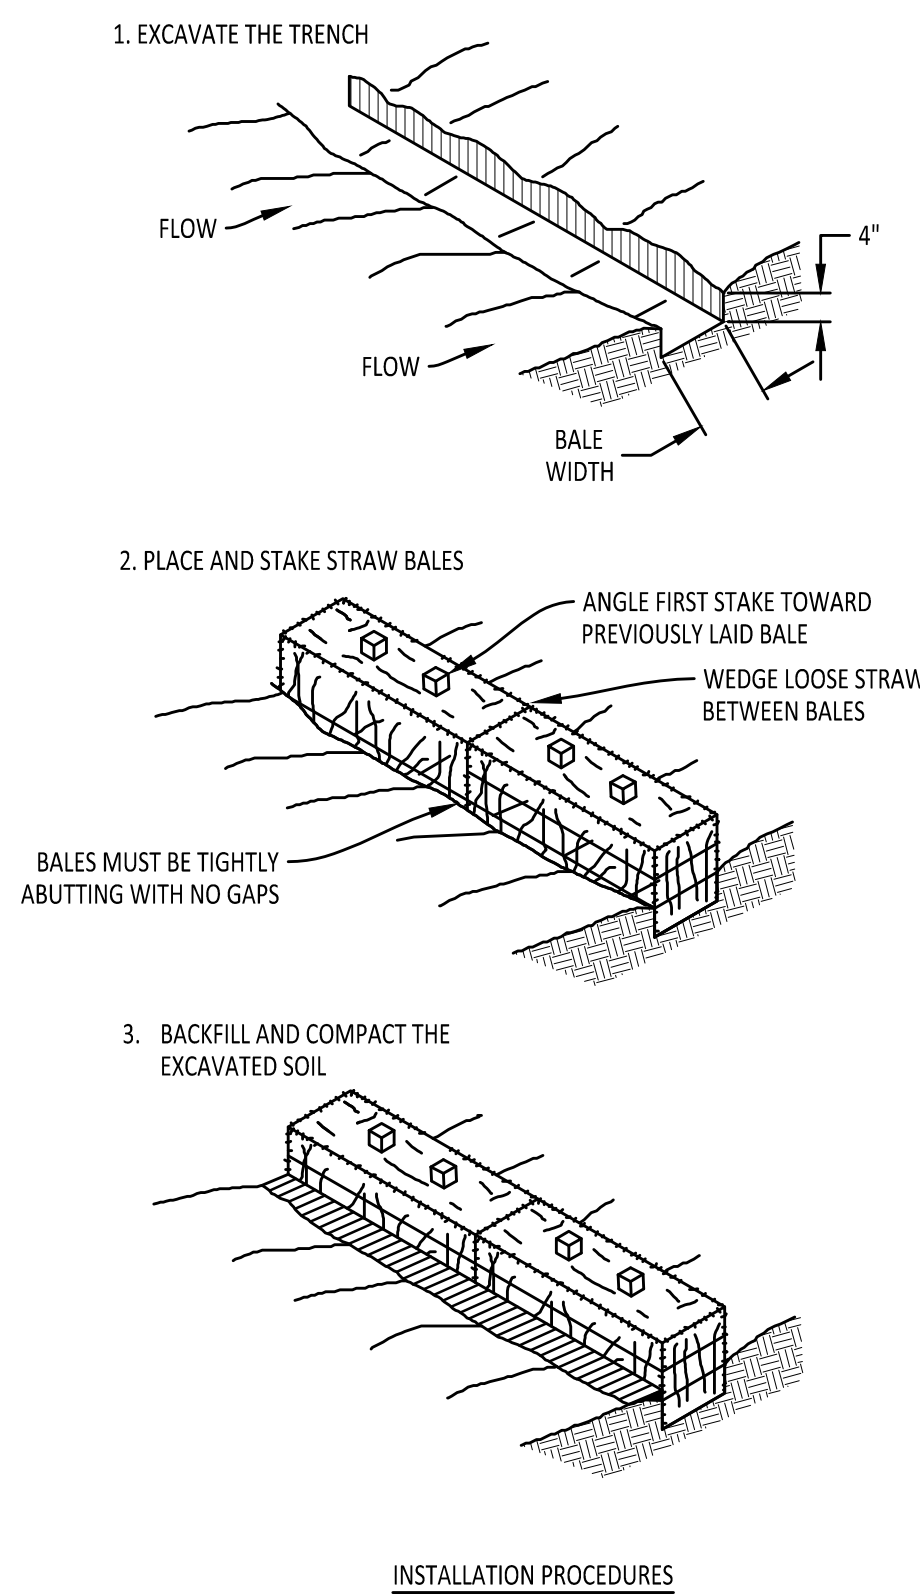 1. EXCAVATE THE TRENCH
FLOW
4"
FLOW
BALE
WIDTH
2. PLACE AND STAKE STRAW BALES
ANGLE FIRST STAKE TOWARD
PREVIOUSLY LAID BALE
WEDGE LOOSE STRAW
BETWEEN BALES
BALES MUST BE TIGHTLY
ABUTTING WITH NO GAPS
3. BACKFILL AND COMPACT THE
EXCAVATED SOIL
INSTALLATION PROCEDURES